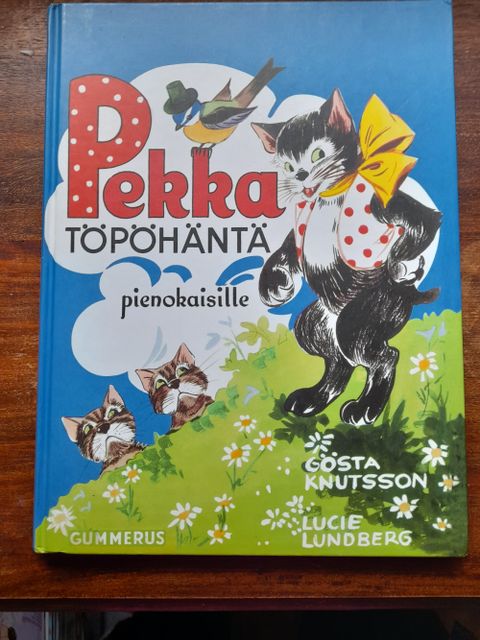 Pekka
TÖPÖHÄNTÄ
pienokaisille
GÖSTA
KNUTSSON
LUCIE
LUNDBERG
GUMMERUS